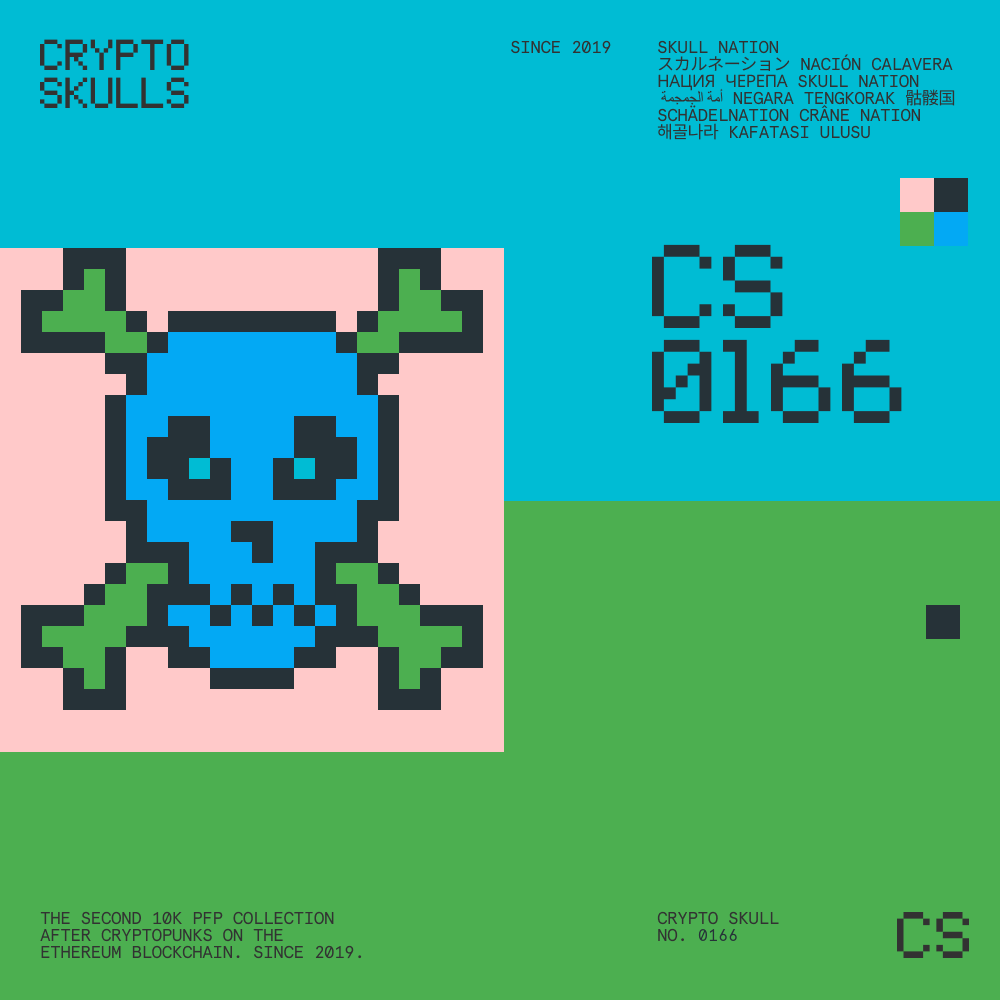 CRYPTO
SKULLS
SINCE 2019
SKULL NATION
スカルネーション NACIÓN CALAVERA
НАЦИЯ ЧЕРЕПА SKULL NATION
أمة الجمجمة NEGARA TENGKORAK 骷髅国
SCHÄDELNATION CRÂNE NATION
해골나라 KAFATASI ULUSU
CS
0166
THE SECOND 10K PFP COLLECTION
AFTER CRYPTOPUNKS ON THE
ETHEREUM BLOCKCHAIN. SINCE 2019.
CRYPTO SKULL
NO. 0166
CS